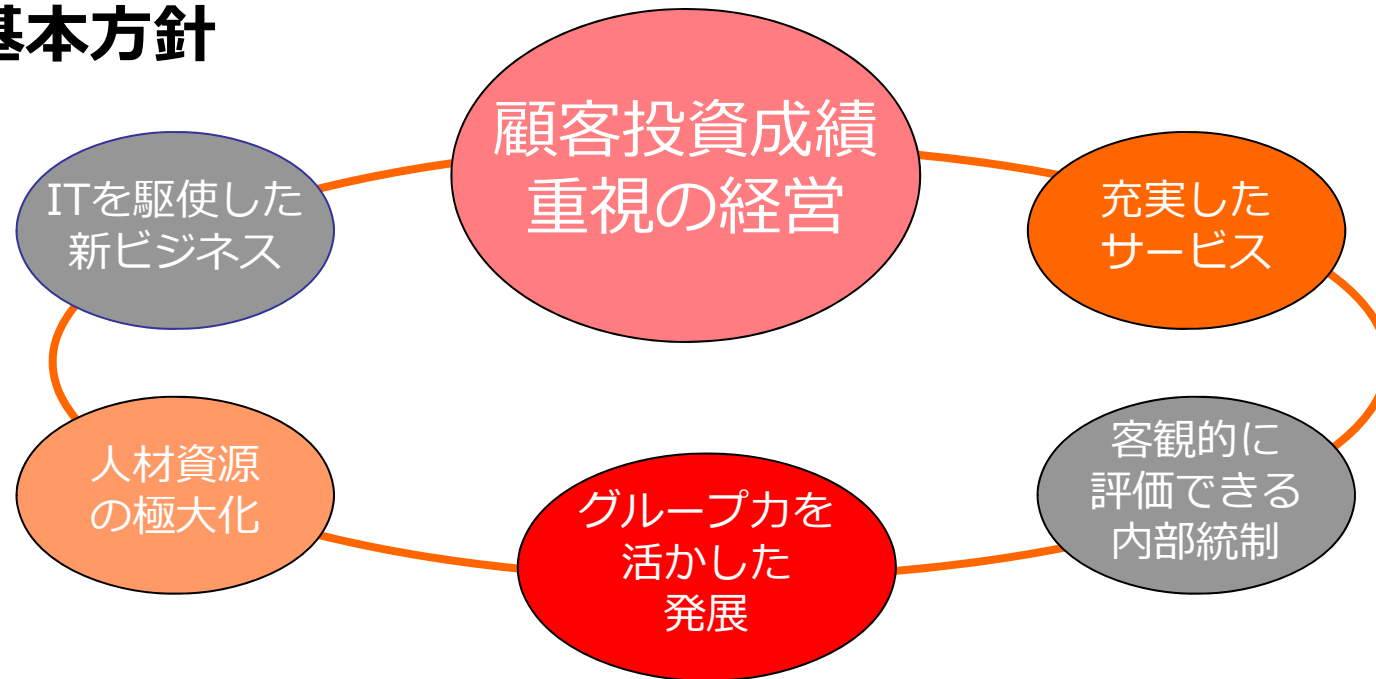 基本方針
顧客投資成績
重視の経営
ITを駆使した
新ビジネス
充実した
サービス
人材資源
の極大化
グループ力を
活かした
発展
客観的に
評価できる
内部統制